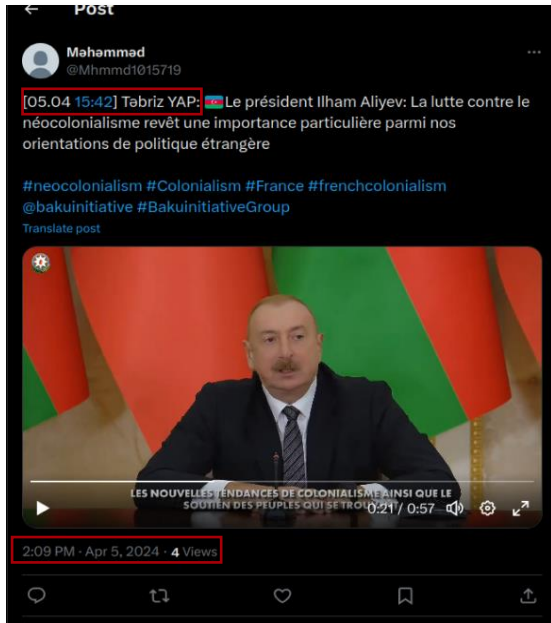 ← Post
Məhəmməd
@Mhmmd1015719
[05.04 15:42] Təbriz YAP: 🇦🇿Le président Ilham Aliyev: La lutte contre le
néocolonialisme revêt une importance particulière parmi nos
orientations de politique étrangère
#neocolonialism #Colonialism #France #frenchcolonialism
@bakuinitiative #BakuinitiativeGroup
Translate post
LES NOUVELLES TENDANCES DE COLONIALISME AINSI QUE LE
SOUTIEN DES PEUPLES QUI SE
0:21 / 0:57
2:09 PM · Apr 5, 2024 · 4 Views